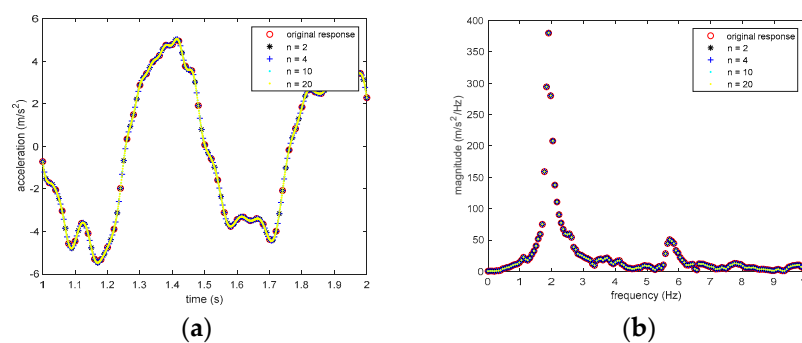 original response
n = 2
n = 4
n = 10
n = 20
acceleration (m/s²)
6
4
2
0
-2
-4
-6
1 1.1 1.2 1.3 1.4 1.5 1.6 1.7 1.8 1.9 2
time (s)
(a)
original response
n = 2
n = 4
n = 10
n = 20
magnitude (m/s²/Hz)
400
350
300
250
200
150
100
50
0
0 1 2 3 4 5 6 7 8 9 10
frequency (Hz)
(b)